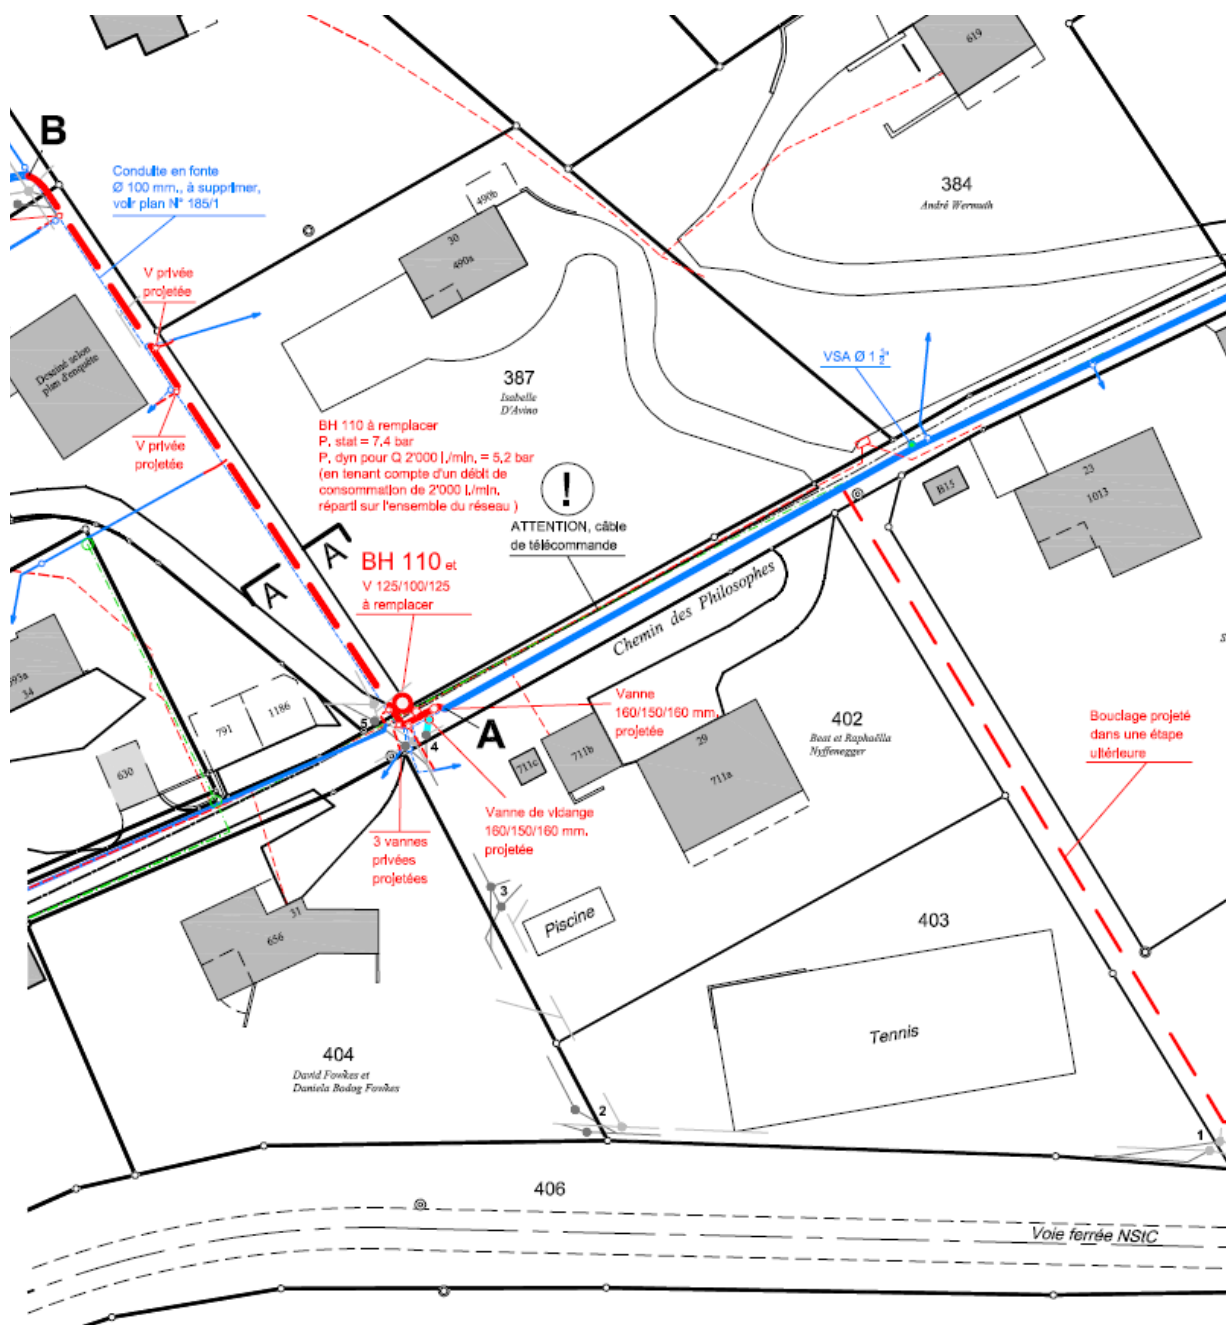 B
Conduite en fonte
Ø 100 mm., à supprimer,
voir plan N° 185/1
V privée
projetée
Destiné selon
plan d'enquête
V privée
projetée
619
490b
30
490a
384
André Wermuth
387
Isabelle
D'Avino
VSA Ø 1 1/2"
BH 110 à remplacer
P. stat = 7,4 bar
P. dyn pour Q 2'000 l./min. = 5,2 bar
(en tenant compte d'un débit de
consommation de 2'000 l./min.
réparti sur l'ensemble du réseau )
!
ATTENTION, câble
de télécommande
A
A
BH 110 et
V 125/100/125
à remplacer
Chemin des Philosophes
B15
23
1013
34
791
1186
630
5
4
A
Vanne
160/150/160 mm.
projetée
711c
711b
29
711a
402
Beat et Raphaëlla
Nyffenegger
Bouclage projeté
dans une étape
ultérieure
Vanne de vidange
160/150/160 mm.
projetée
3 vannes
privées
projetées
31
656
3
Piscine
403
Tennis
404
David Fowkes et
Daniela Bodog Fowkes
2
1
406
Voie ferrée NStC